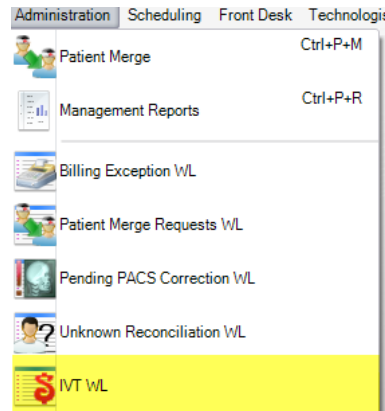 Administration Scheduling Front Desk Technologis
Patient Merge Ctrl+P+M
Management Reports Ctrl+P+R
Billing Exception WL
Patient Merge Requests WL
Pending PACS Correction WL
Unknown Reconciliation WL
IVT WL